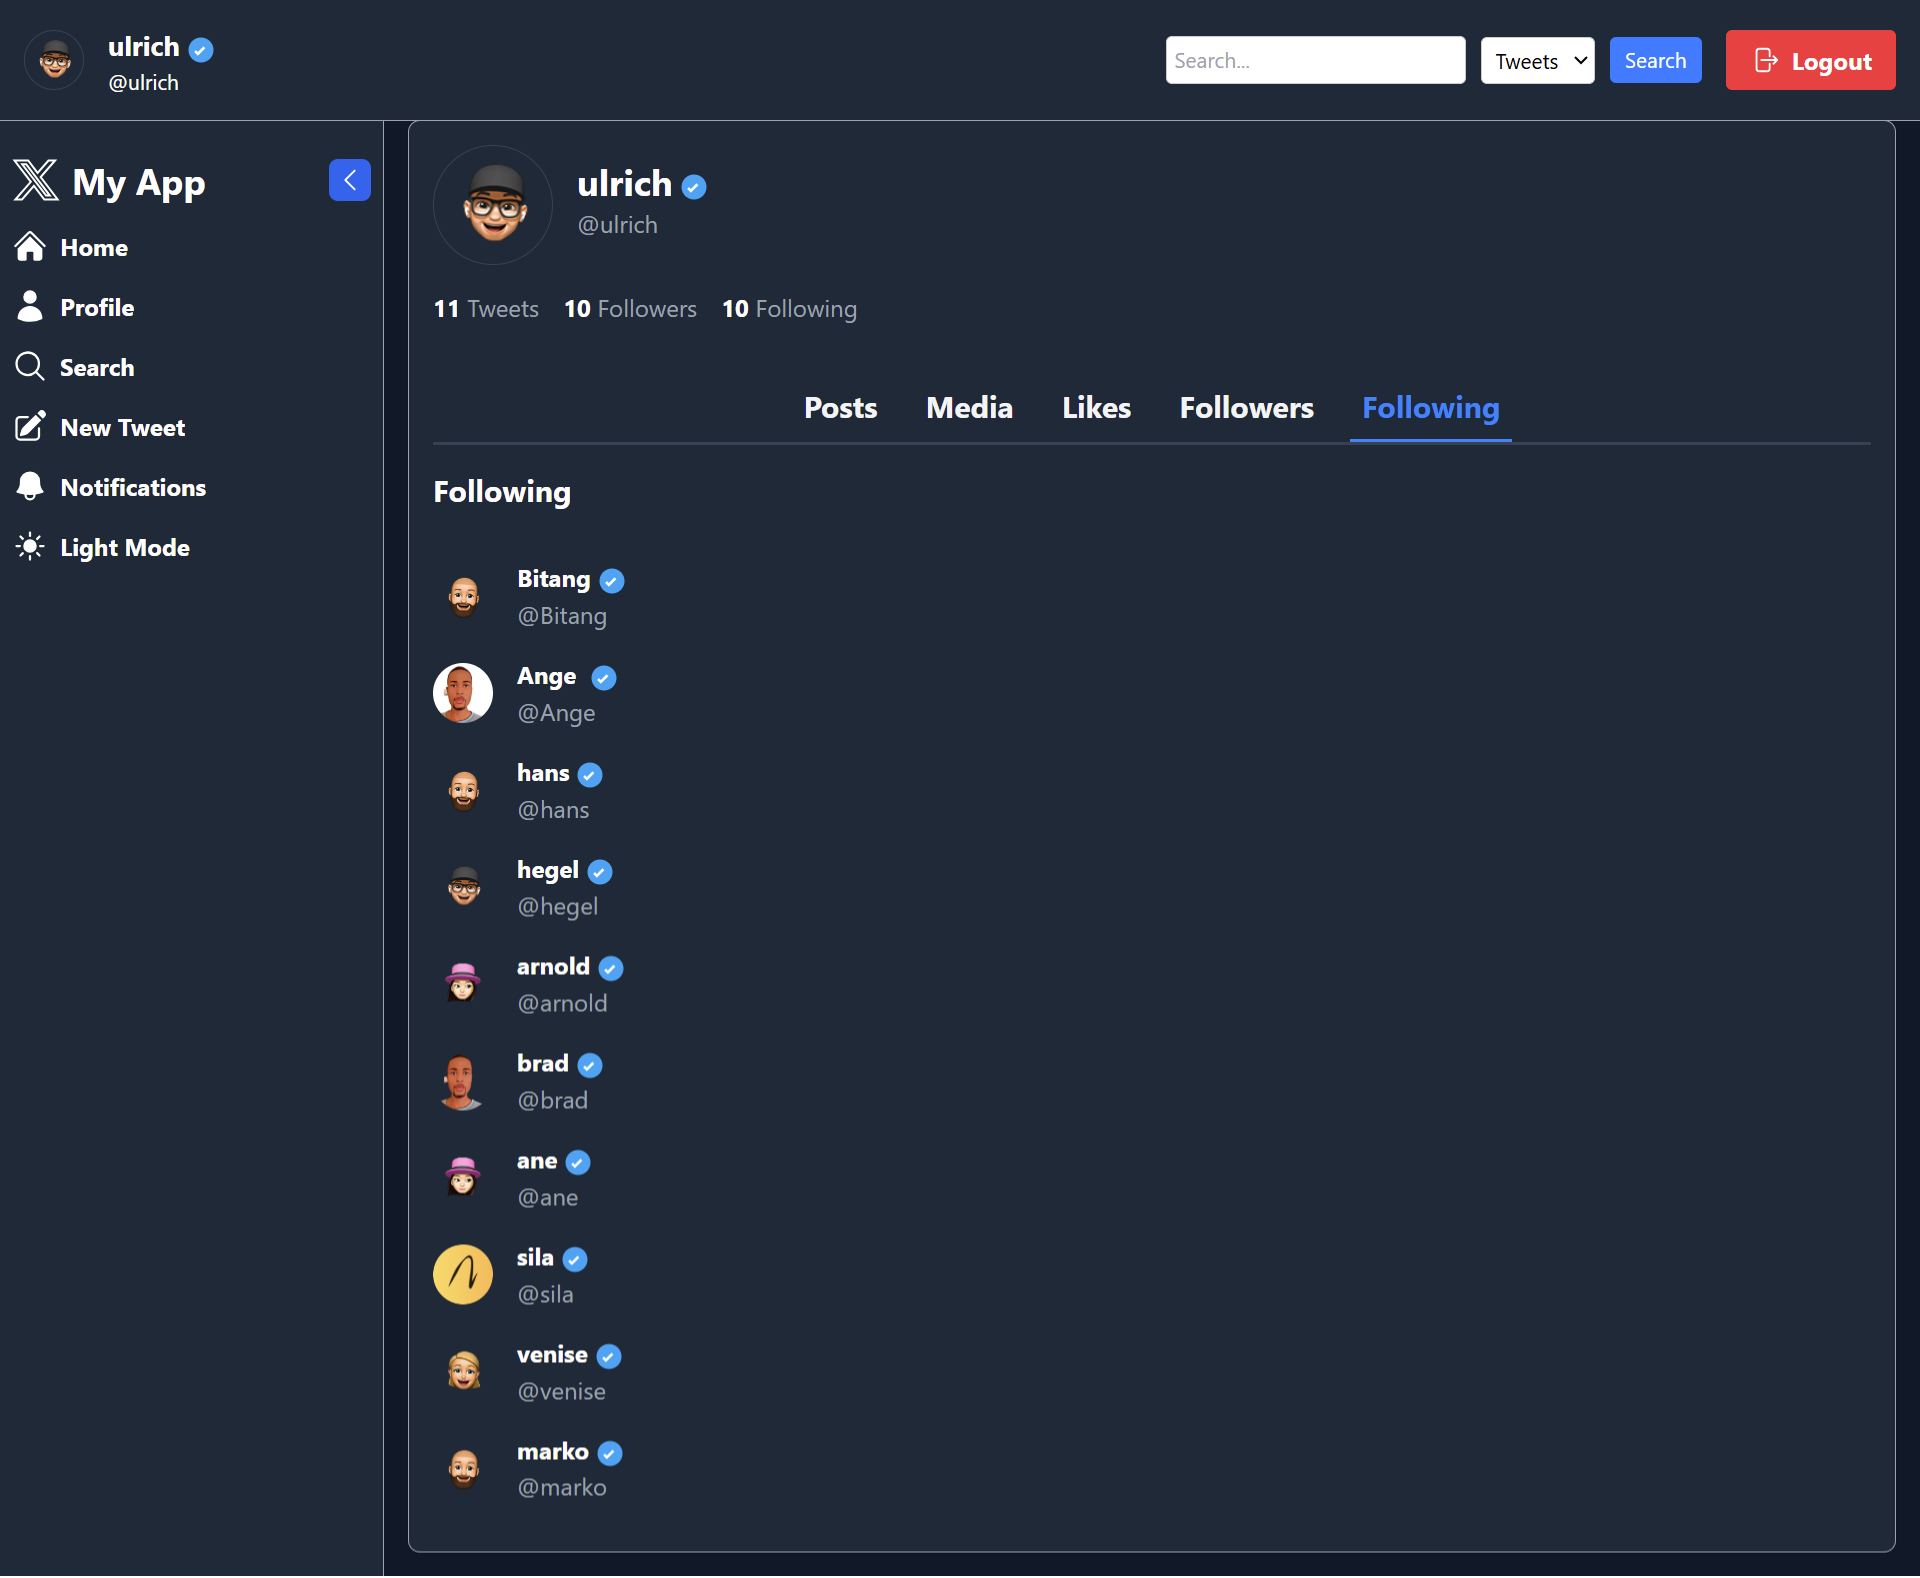 ulrich
@ulrich
Search...
Tweets
Search
Logout
My App
Home
Profile
Search
New Tweet
Notifications
Light Mode
ulrich
@ulrich
11 Tweets 10 Followers 10 Following
Posts Media Likes Followers Following
Following
Bitang
@Bitang
Ange
@Ange
hans
@hans
hegel
@hegel
arnold
@arnold
brad
@brad
ane
@ane
sila
@sila
venise
@venise
marko
@marko